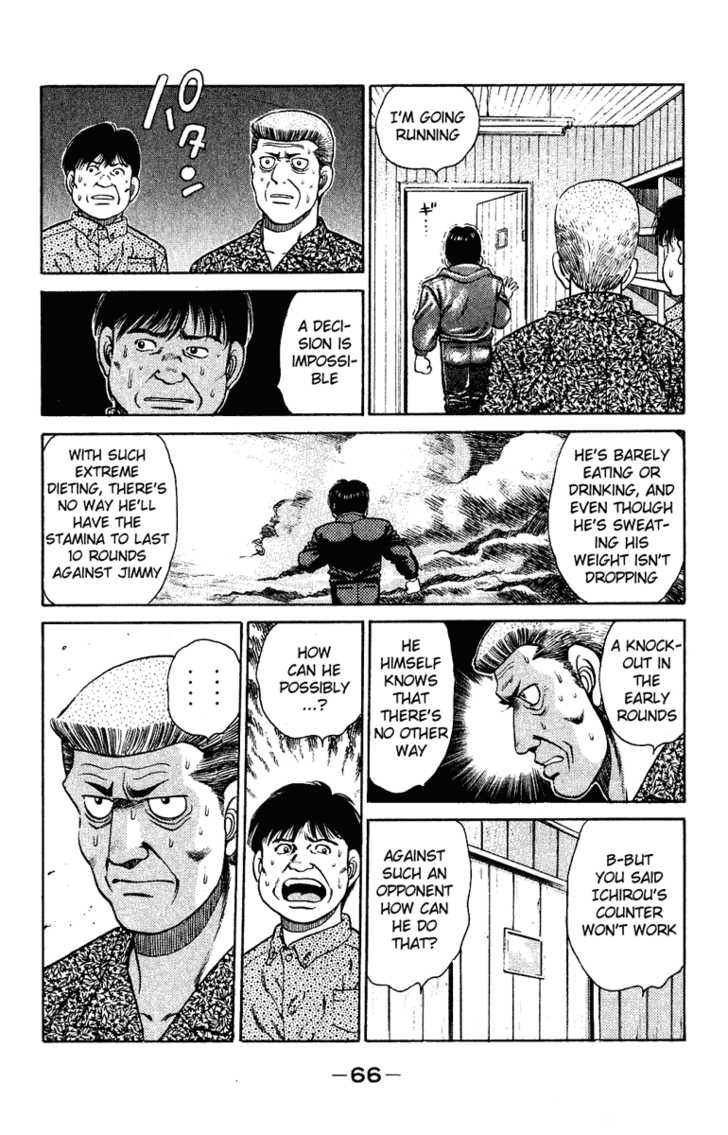 I'M GOING
RUNNING
ギ
:
パタン
A DECI-
SION IS
IMPOSSI-
BLE
HE'S BARELY
EATING OR
DRINKING, AND
EVEN THOUGH
HE'S SWEAT-
ING HIS
WEIGHT ISN'T
DROPPING
WITH SUCH
EXTREME
DIETING, THERE'S
NO WAY HE'LL
HAVE THE
STAMINA TO LAST
10 ROUNDS
AGAINST JIMMY
A KNOCK-
OUT IN
THE
EARLY
ROUNDS
HE
HIMSELF
KNOWS
THAT
THERE'S
NO OTHER
WAY
B-BUT
YOU SAID
ICHIROU'S
COUNTER
WON'T WORK
AGAINST
SUCH AN
OPPONENT
HOW CAN
HE DO
THAT?
HOW
CAN HE
POSSIBLY
...?
. . . . . . . .
—66—